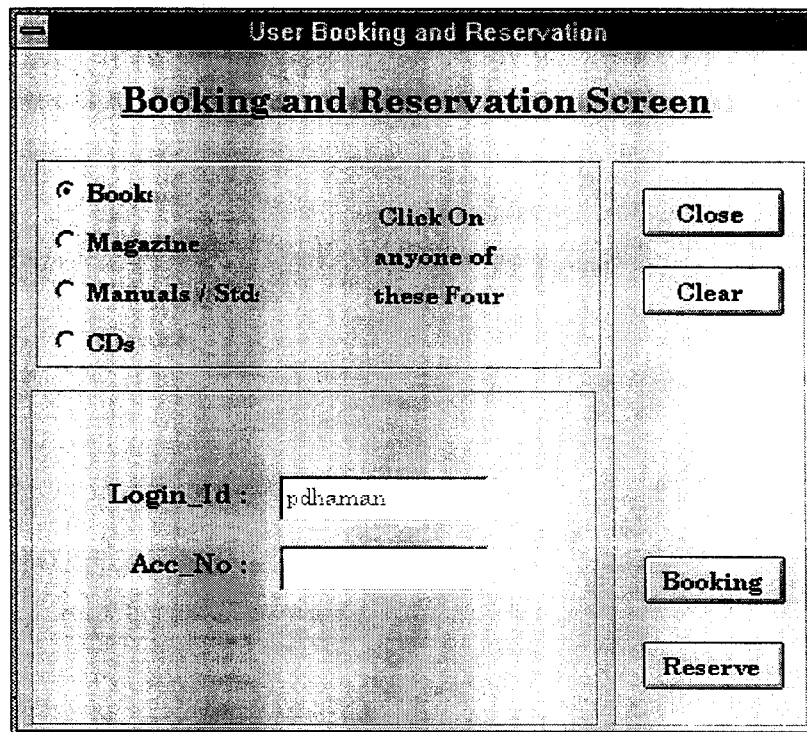 User Booking and Reservation
Booking and Reservation Screen
Books
Magazine
Manuals / Stds
CDs
Click On
anyone of
these Four
Close
Clear
Login_Id :
pdhaman
Acc_No :
Booking
Reserve